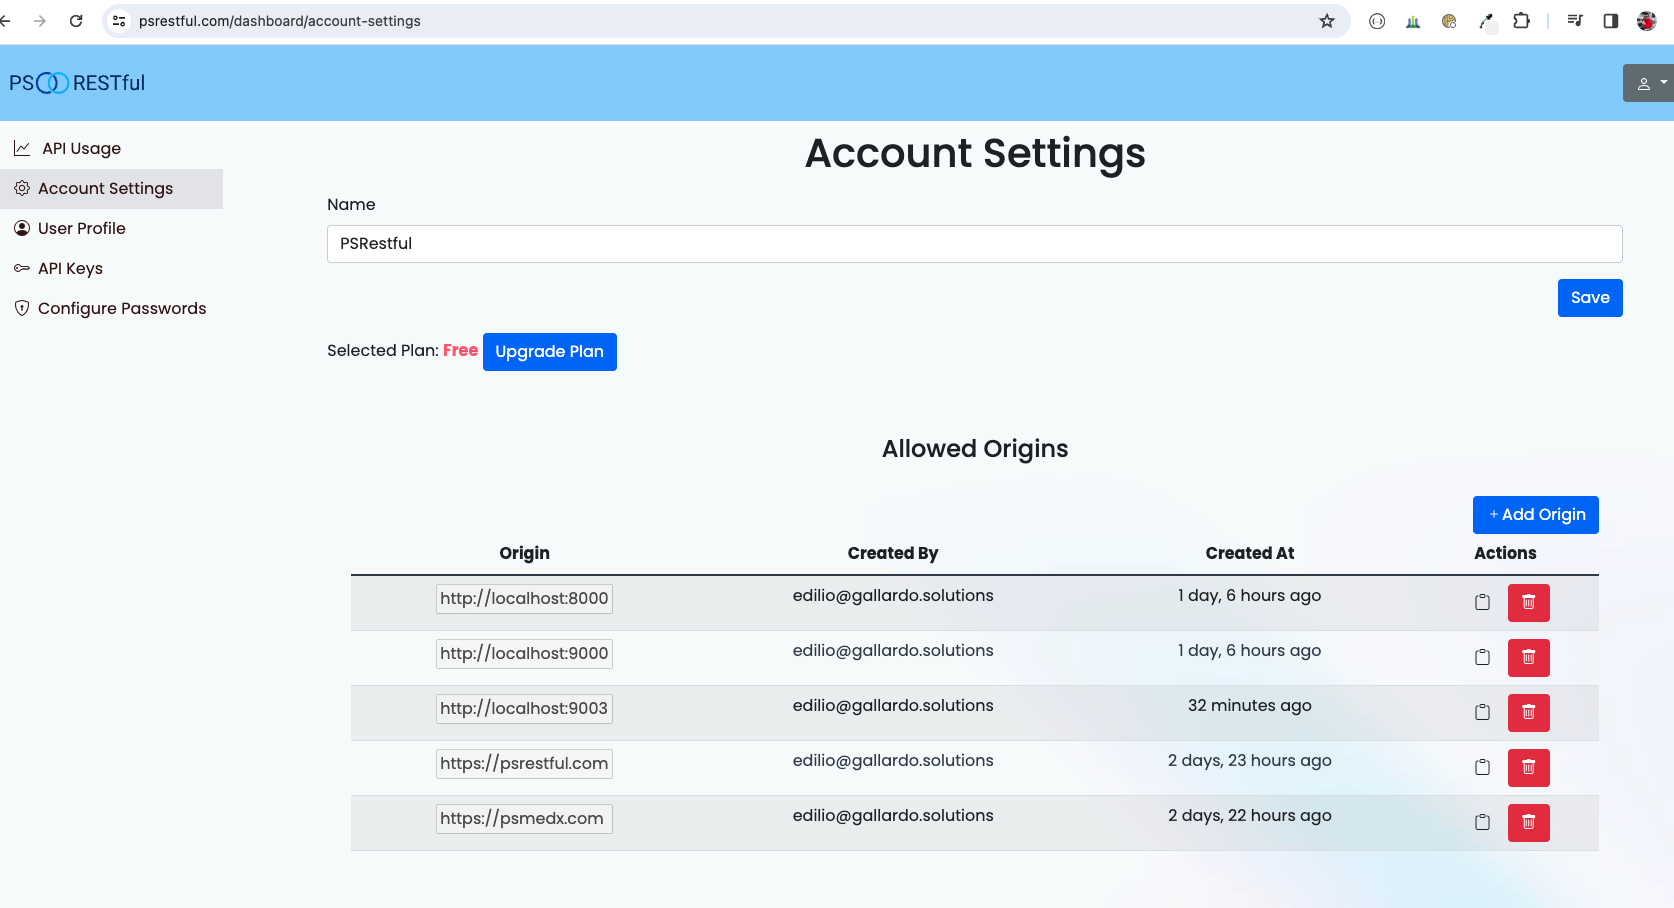 psrestful.com/dashboard/account-settings
PS RESTful
API Usage
Account Settings
User Profile
API Keys
Configure Passwords
Account Settings
Name
PSRestful
Save
Selected Plan: Free Upgrade Plan
Allowed Origins
+ Add Origin
Origin Created By Created At Actions
http://localhost:8000 edilio@gallardo.solutions 1 day, 6 hours ago
http://localhost:9000 edilio@gallardo.solutions 1 day, 6 hours ago
http://localhost:9003 edilio@gallardo.solutions 32 minutes ago
https://psrestful.com edilio@gallardo.solutions 2 days, 23 hours ago
https://psmedx.com edilio@gallardo.solutions 2 days, 22 hours ago